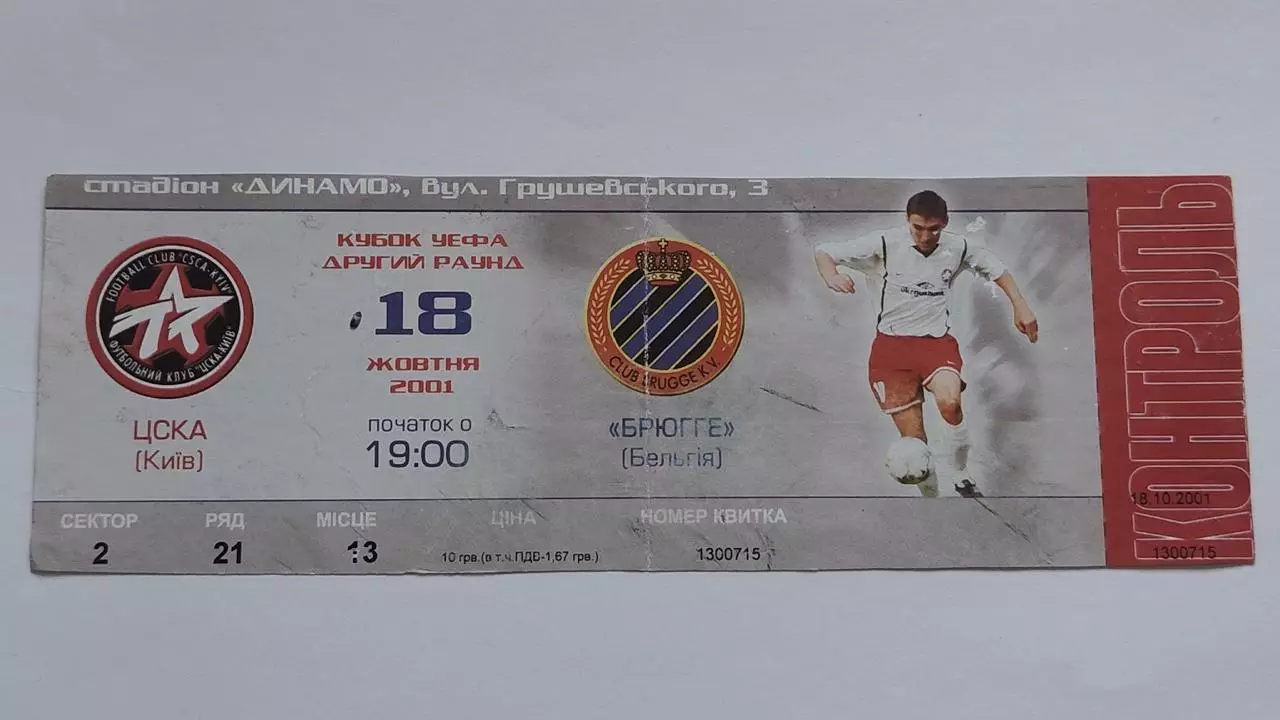 стадіон «ДИНАМО», вул. Грушевського, 3
FOOTBALL CLUB "CSCA-KYIV"
ФУТБОЛЬНИЙ КЛУБ "ЦСКА-КИЇВ"
ЦСКА
(Київ)
КУБОК УЕФА
ДРУГИЙ РАУНД
18
ЖОВТНЯ
2001
початок о
19:00
CLUB BRUGGE K.V.
«БРЮГГЕ»
(Бельгія)
СЕКТОР РЯД МІСЦЕ ЦІНА НОМЕР КВИТКА
2 21 13 10 грв.(в т.ч.ПДВ-1,67 грн.) 1300715
КОНТРОЛЬ
18.10.2001
1300715